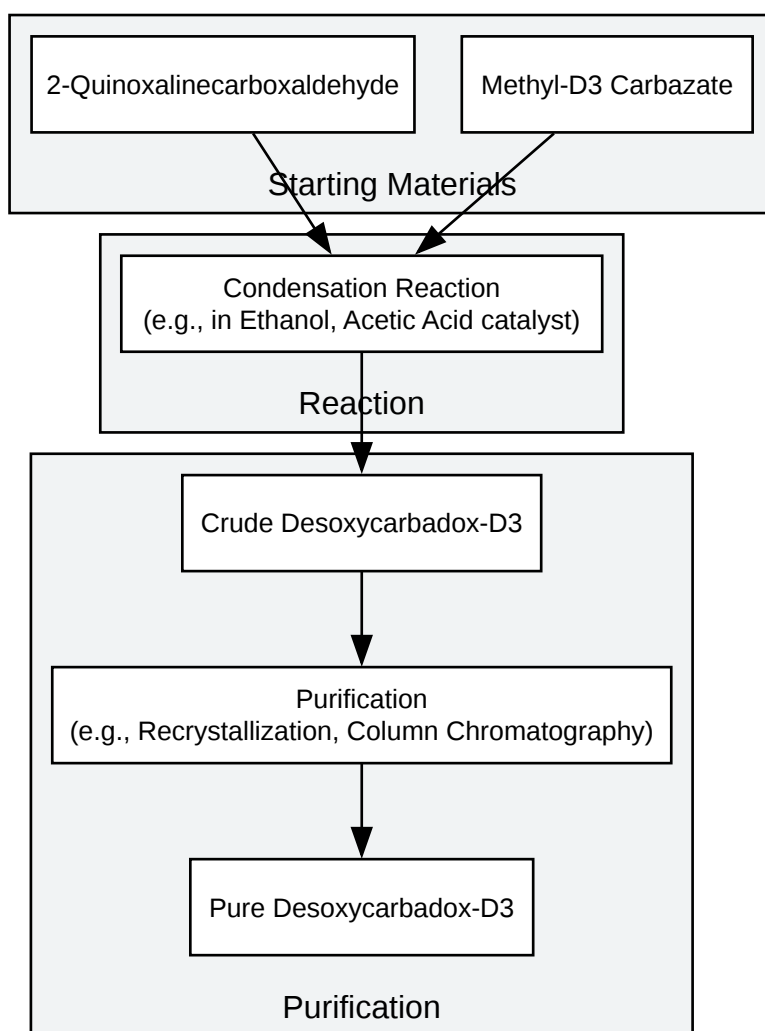 2-Quinoxalinecarboxaldehyde
Methyl-D3 Carbazate
Starting Materials
Condensation Reaction
(e.g., in Ethanol, Acetic Acid catalyst)
Reaction
Crude Desoxycarbadox-D3
Purification
(e.g., Recrystallization, Column Chromatography)
Pure Desoxycarbadox-D3
Purification